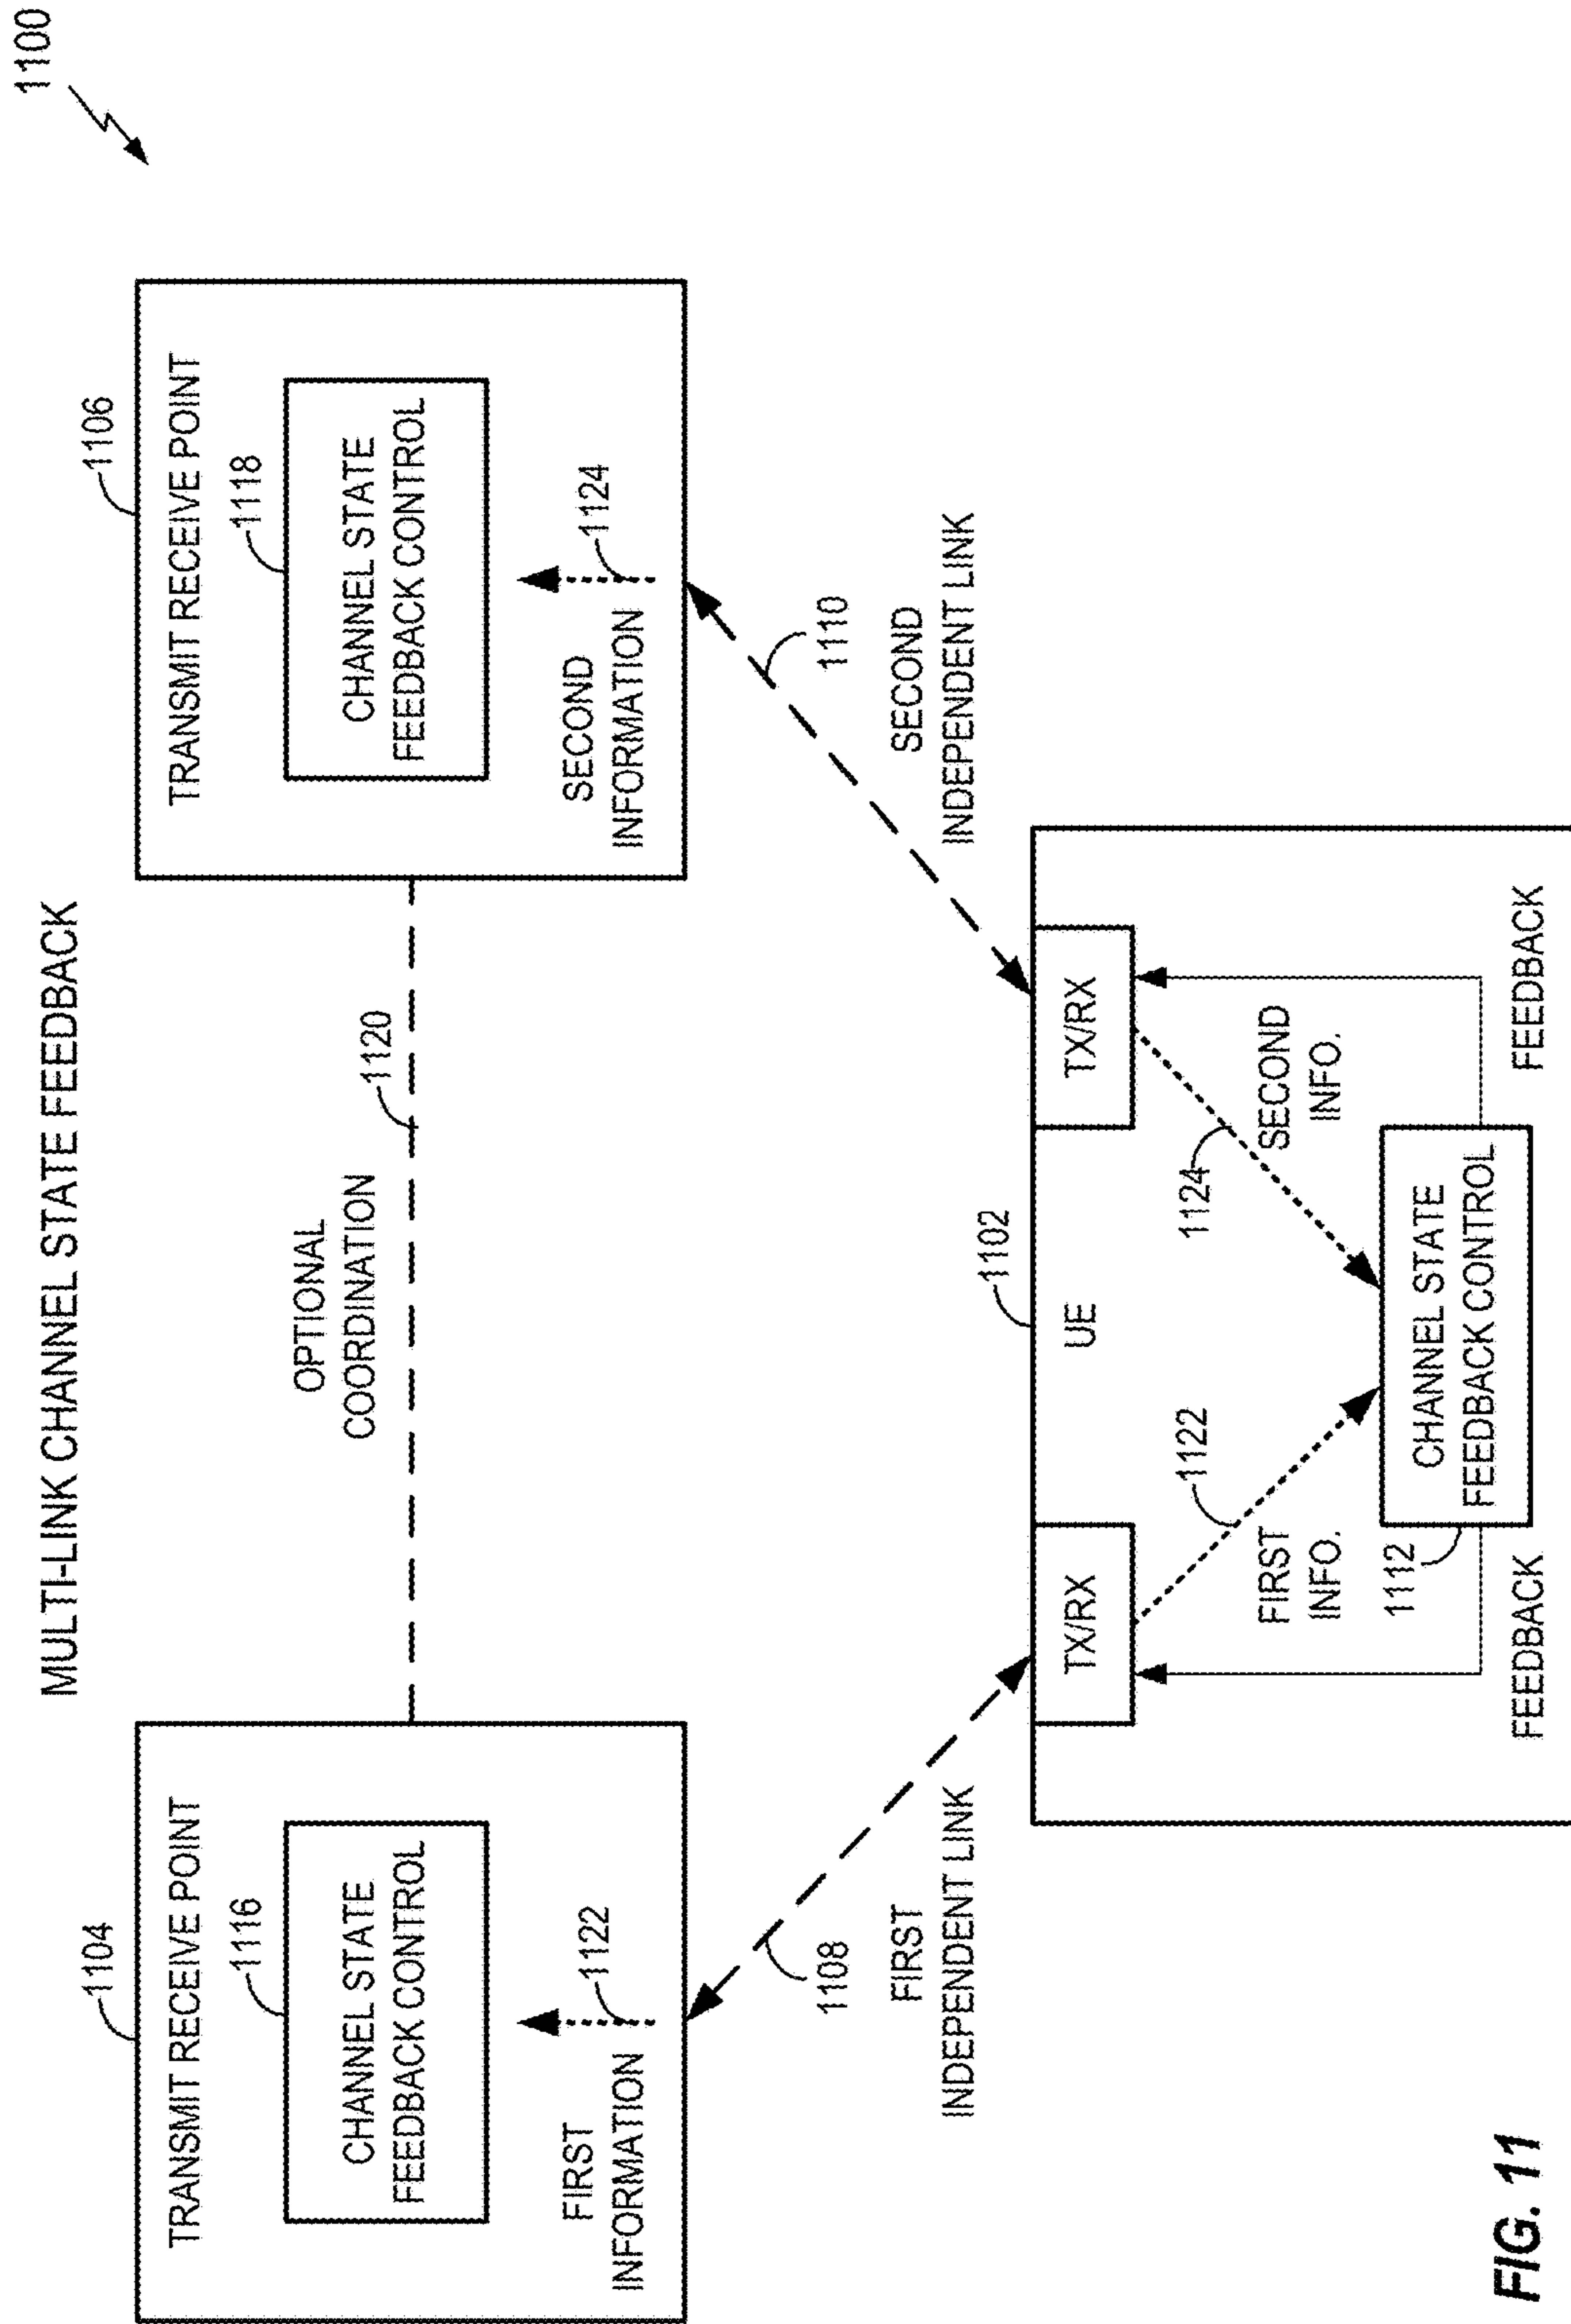 MULTI-LINK CHANNEL STATE FEEDBACK
1100
1104
TRANSMIT RECEIVE POINT
1116
CHANNEL STATE
FEEDBACK CONTROL
FIRST
INFORMATION
1122
OPTIONAL
COORDINATION
1120
1106
TRANSMIT RECEIVE POINT
1118
CHANNEL STATE
FEEDBACK CONTROL
SECOND
INFORMATION
1124
1108
FIRST
INDEPENDENT LINK
1110
SECOND
INDEPENDENT LINK
1102
UE
TX/RX
TX/RX
FIRST
INFO.
1122
1124
SECOND
INFO.
1112
CHANNEL STATE
FEEDBACK CONTROL
FEEDBACK
FEEDBACK
FIG. 11